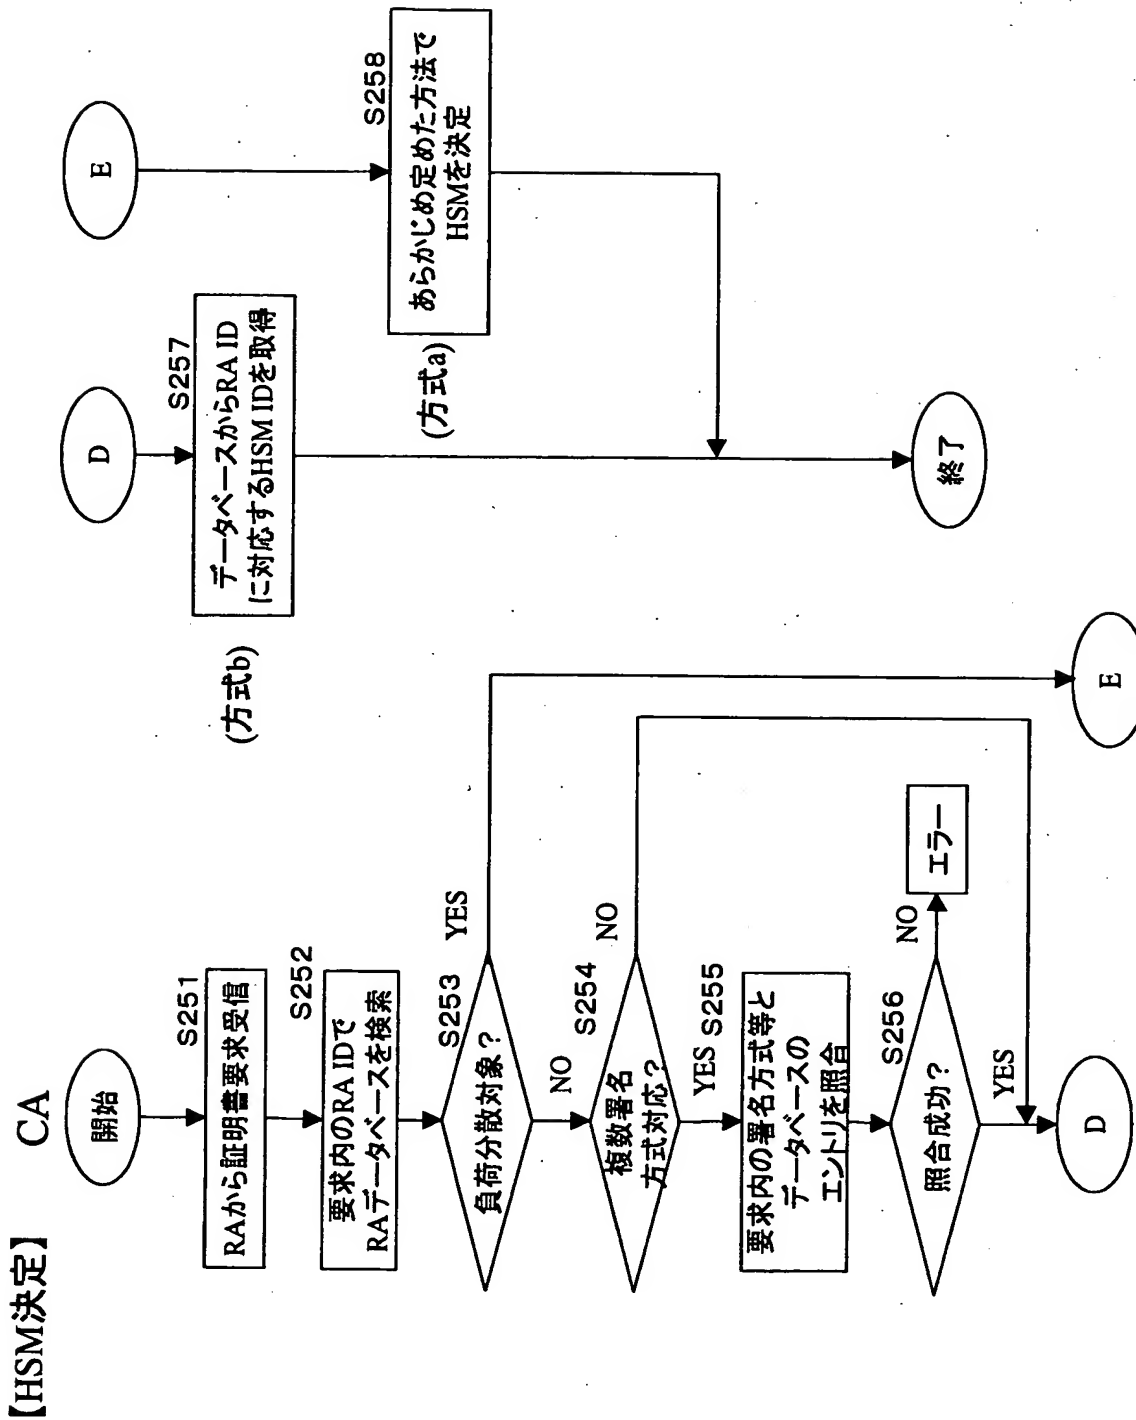 【HSM決定】
CA
開始
S251
RAから証明書要求受信
S252
要求内のRA IDで
RAデータベースを検索
S253
負荷分散対象？
YES
NO
S254
複数署名
方式対応？
NO
YES
S255
要求内の署名方式等と
データベースの
エントリを照合
S256
照合成功？
NO
エラー
YES
D
E
D
S257
データベースからRA ID
に対応するHSM IDを取得
(方式b)
E
S258
あらかじめ定めた方法で
HSMを決定
(方式a)
終了